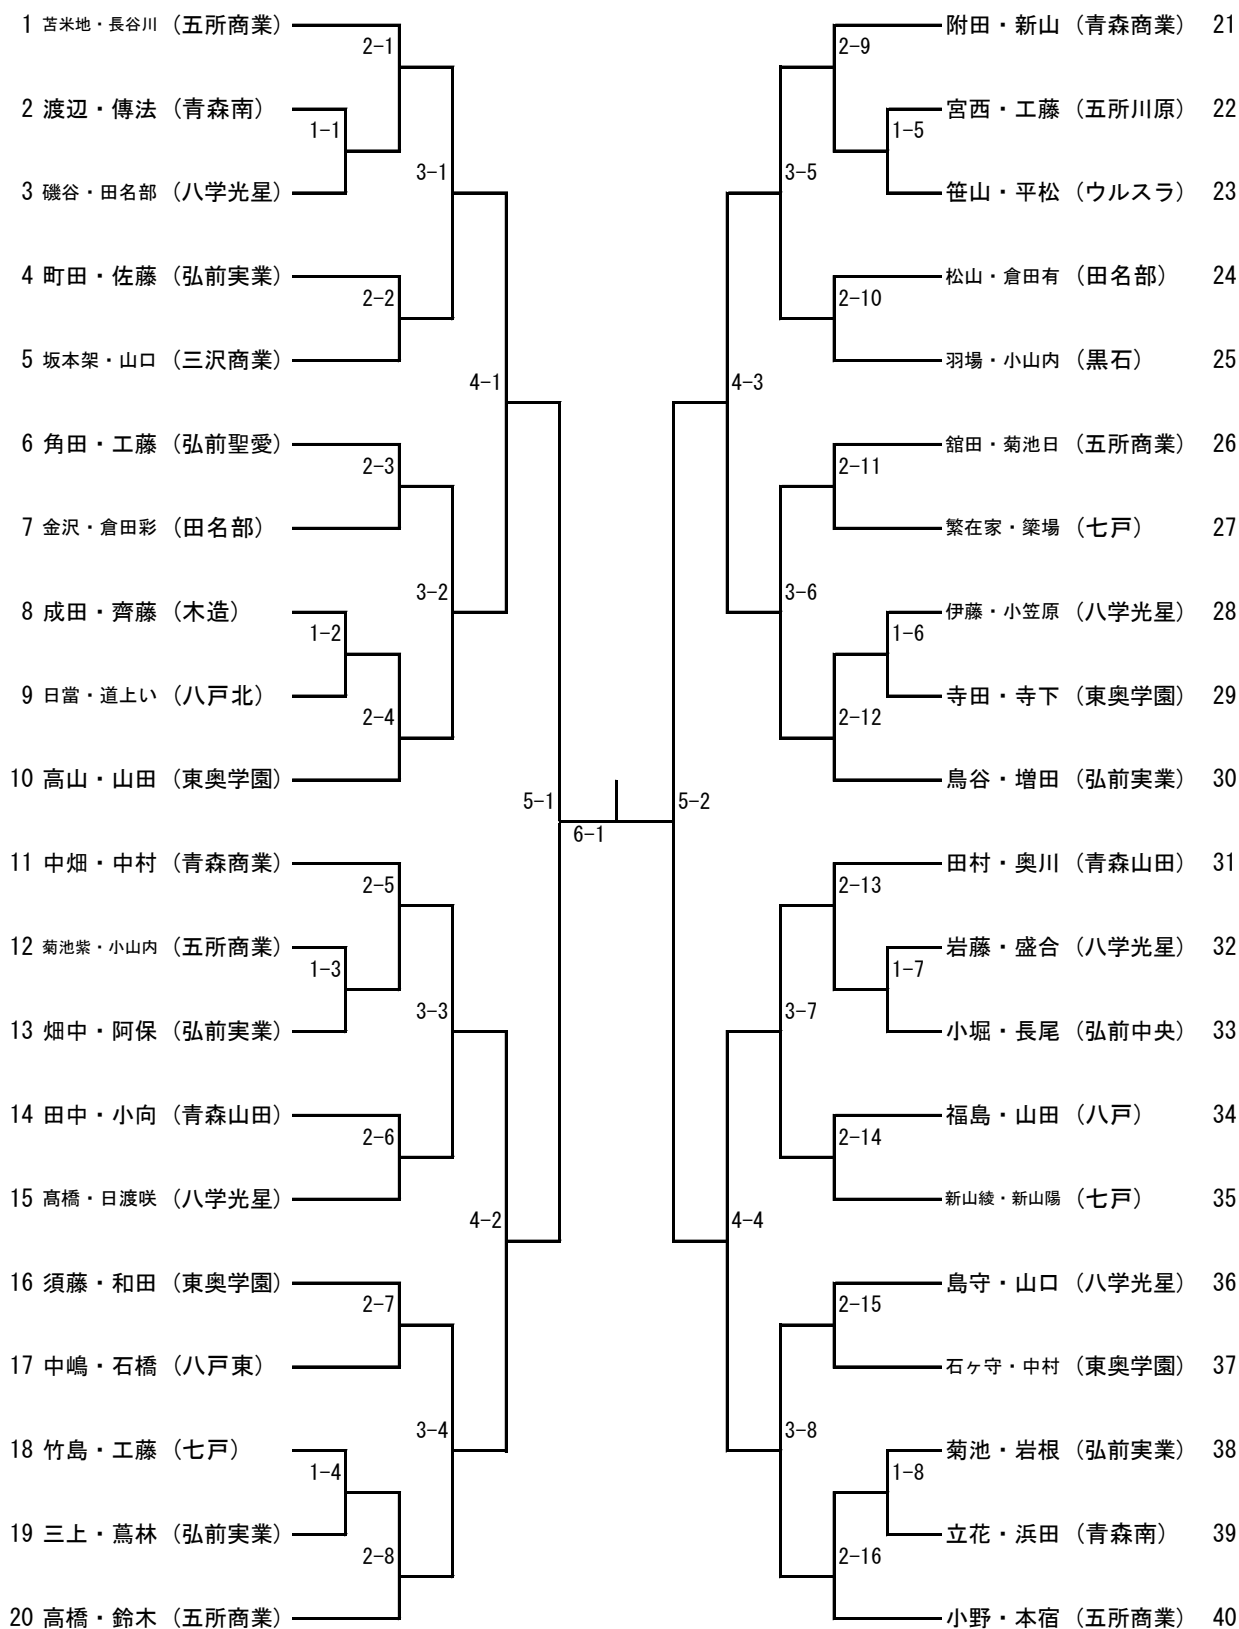 1 苫米地・長谷川 （五所商業）
2-1
2 渡辺・傳法 （青森南）
1-1
3 磯谷・田名部 （八学光星）
3-1
4 町田・佐藤 （弘前実業）
2-2
5 坂本架・山口 （三沢商業）
4-1
6 角田・工藤 （弘前聖愛）
2-3
7 金沢・倉田彩 （田名部）
3-2
8 成田・齊藤 （木造）
1-2
9 日當・道上い （八戸北）
2-4
10 高山・山田 （東奥学園）
5-1
6-1
11 中畑・中村 （青森商業）
2-5
12 菊池紫・小山内 （五所商業）
1-3
13 畑中・阿保 （弘前実業）
3-3
14 田中・小向 （青森山田）
2-6
15 髙橋・日渡咲 （八学光星）
4-2
16 須藤・和田 （東奥学園）
2-7
17 中嶋・石橋 （八戸東）
3-4
18 竹島・工藤 （七戸）
1-4
19 三上・蔦林 （弘前実業）
2-8
20 高橋・鈴木 （五所商業）
附田・新山 （青森商業） 21
2-9
宮西・工藤 （五所川原） 22
1-5
笹山・平松 （ウルスラ） 23
3-5
松山・倉田有 （田名部） 24
2-10
羽場・小山内 （黒石） 25
4-3
舘田・菊池日 （五所商業） 26
2-11
繁在家・簗場 （七戸） 27
3-6
伊藤・小笠原 （八学光星） 28
1-6
寺田・寺下 （東奥学園） 29
2-12
鳥谷・増田 （弘前実業） 30
5-2
田村・奥川 （青森山田） 31
2-13
岩藤・盛合 （八学光星） 32
1-7
小堀・長尾 （弘前中央） 33
3-7
福島・山田 （八戸） 34
2-14
新山綾・新山陽 （七戸） 35
4-4
島守・山口 （八学光星） 36
2-15
石ヶ守・中村 （東奥学園） 37
3-8
菊池・岩根 （弘前実業） 38
1-8
立花・浜田 （青森南） 39
2-16
小野・本宿 （五所商業） 40